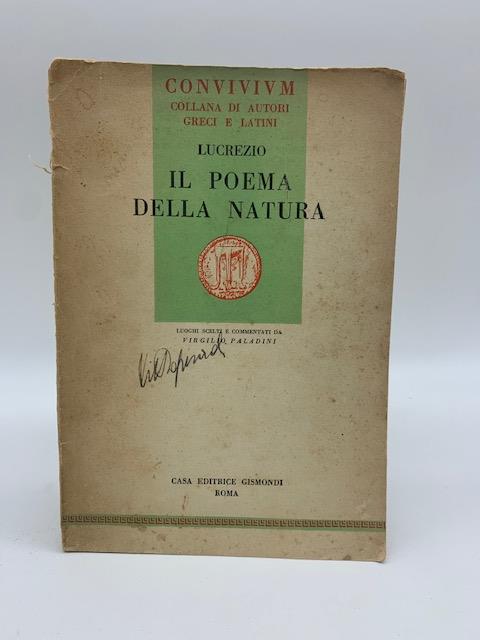 CONVIVIVM
COLLANA DI AUTORI
GRECI E LATINI
LUCREZIO
IL POEMA
DELLA NATURA
LUOGHI SCELTI E COMMENTATI DA
VIRGILIO PALADINI
CASA EDITRICE GISMONDI
ROMA